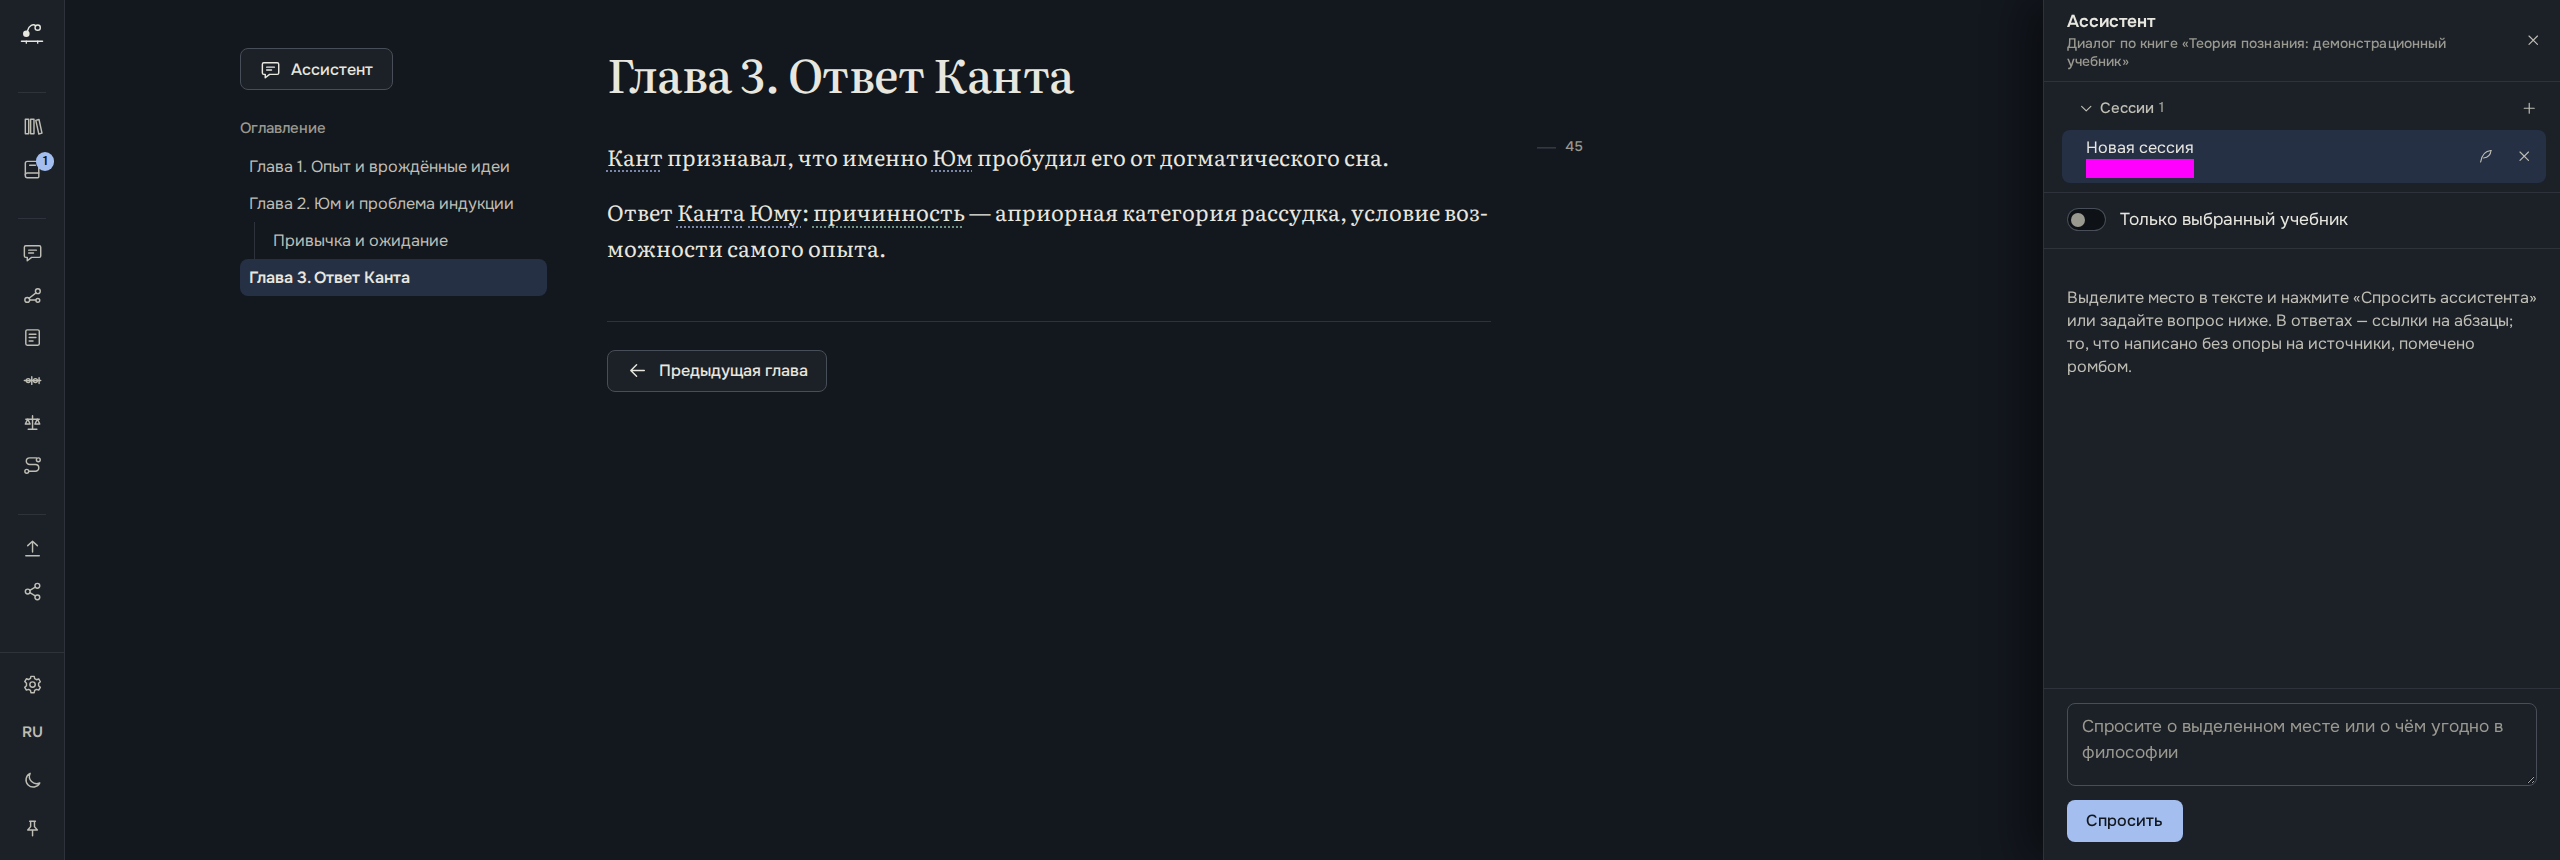 Ассистент
Оглавление
Глава 1. Опыт и врождённые идеи
Глава 2. Юм и проблема индукции
Привычка и ожидание
Глава 3. Ответ Канта
1
RU
Глава 3. Ответ Канта
Кант признавал, что именно Юм пробудил его от догматического сна.
45
Ответ Канта Юму: причинность — априорная категория рассудка, условие воз-
можности самого опыта.
Предыдущая глава
Ассистент
Диалог по книге «Теория познания: демонстрационный
учебник»
Сессии 1
Новая сессия
Только выбранный учебник
Выделите место в тексте и нажмите «Спросить ассистента»
или задайте вопрос ниже. В ответах — ссылки на абзацы;
то, что написано без опоры на источники, помечено
ромбом.
Спросите о выделенном месте или о чём угодно в
философии
Спросить